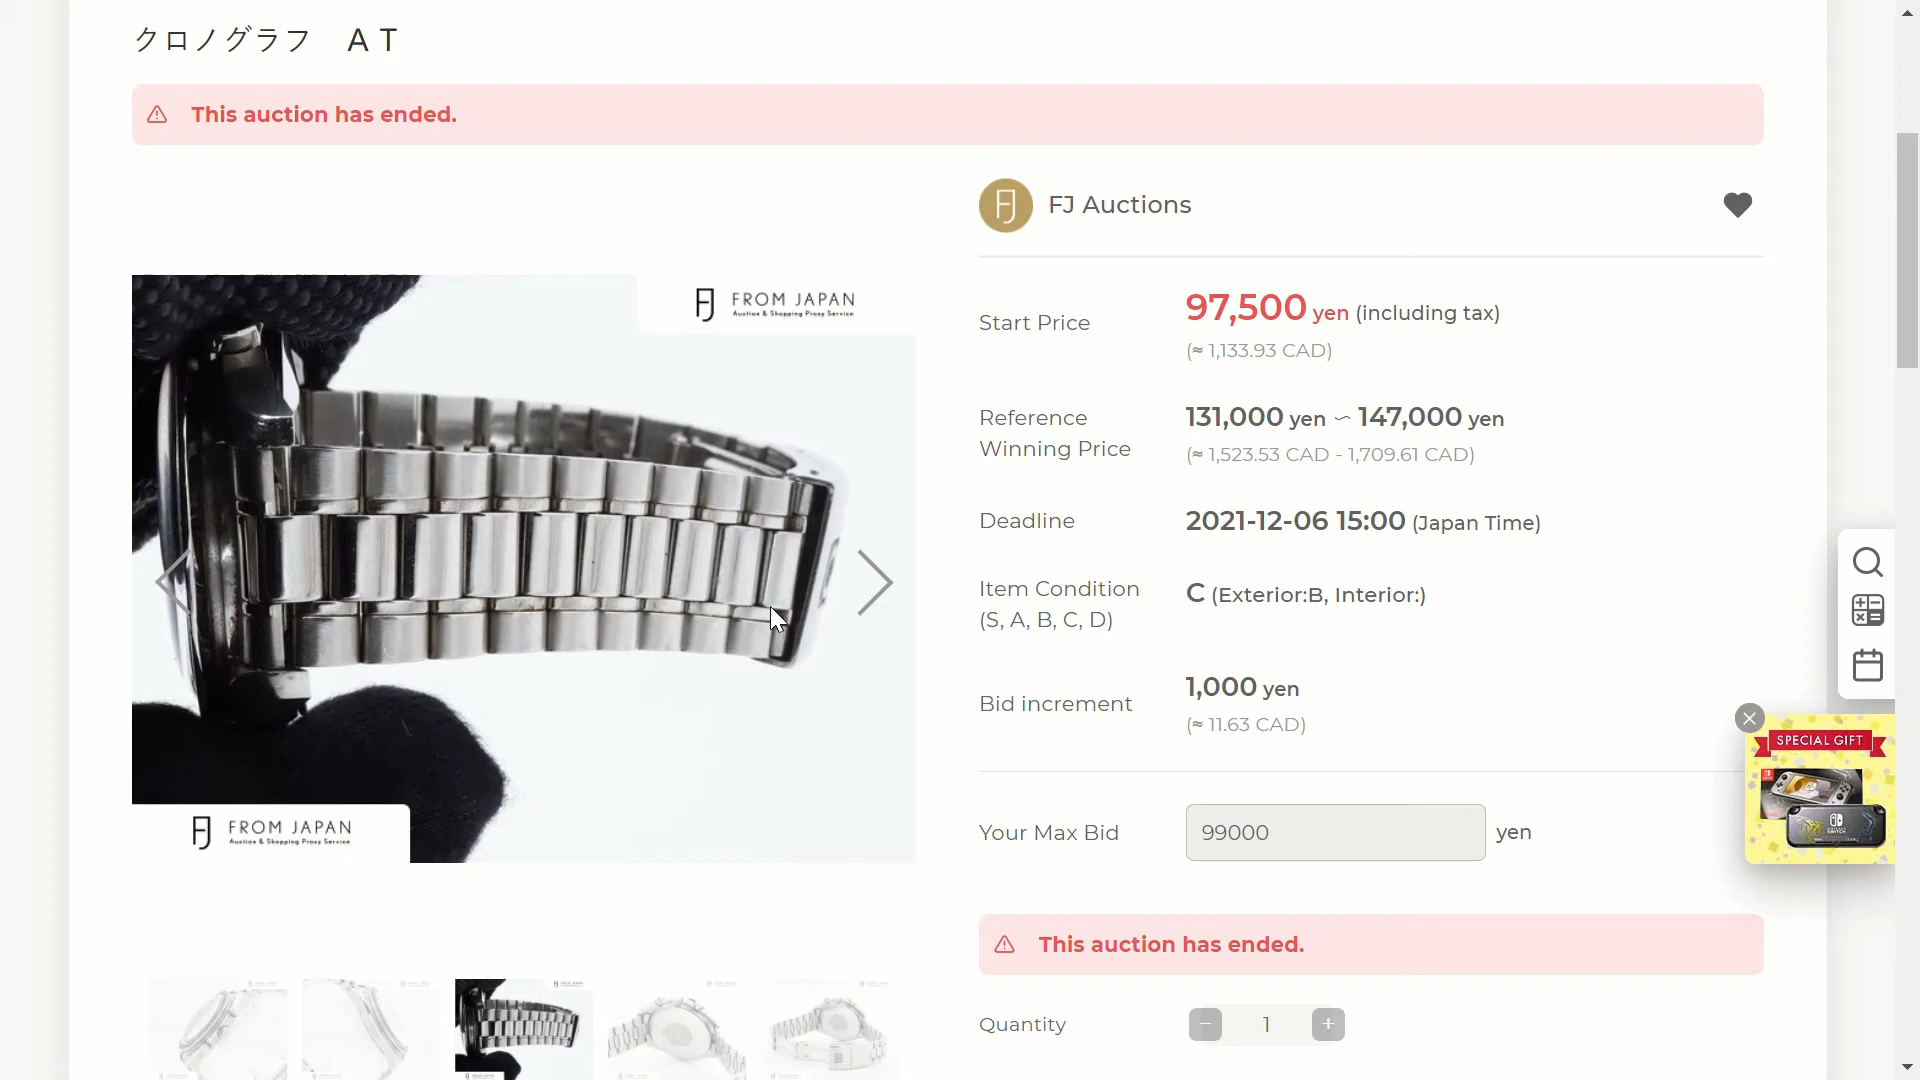 クロノグラフ　ＡＴ
This auction has ended.
FJ Auctions
FROM JAPAN
Auction & Shopping Proxy Service
Start Price
97,500 yen (including tax)
(≈ 1,133.93 CAD)
Reference
Winning Price
131,000 yen ~ 147,000 yen
(≈ 1,523.53 CAD - 1,709.61 CAD)
Deadline
2021-12-06 15:00 (Japan Time)
Item Condition
(S, A, B, C, D)
C (Exterior:B, Interior:)
Bid increment
1,000 yen
(≈ 11.63 CAD)
SPECIAL GIFT
FROM JAPAN
Auction & Shopping Proxy Service
Your Max Bid
99000
yen
This auction has ended.
Quantity
1